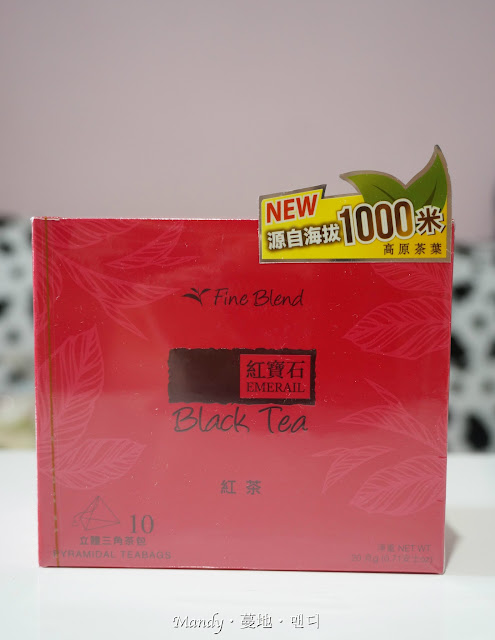 NEW
源自海拔1000米
高原茶葉
Fine Blend
紅寶石
EMERAIL
Black Tea
紅茶
10
立體三角茶包
PYRAMIDAL TEABAGS
淨重 NET WT
Mandy・蔓地・맨디